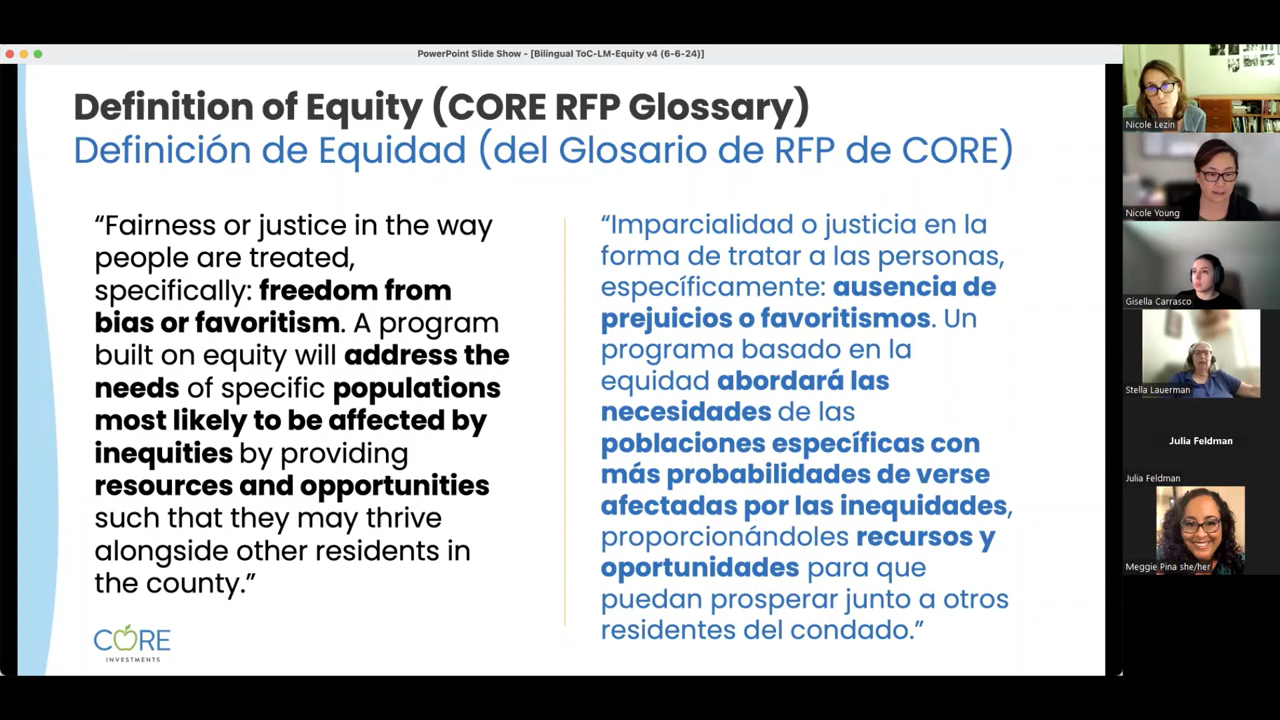 PowerPoint Slide Show - [Bilingual ToC-LM-Equity v4 (6-6-24)]
Definition of Equity (CORE RFP Glossary)
Definición de Equidad (del Glosario de RFP de CORE)
“Fairness or justice in the way
people are treated,
specifically: freedom from
bias or favoritism. A program
built on equity will address the
needs of specific populations
most likely to be affected by
inequities by providing
resources and opportunities
such that they may thrive
alongside other residents in
the county.”
“Imparcialidad o justicia en la
forma de tratar a las personas,
específicamente: ausencia de
prejuicios o favoritismos. Un
programa basado en la
equidad abordará las
necesidades de las
poblaciones específicas con
más probabilidades de verse
afectadas por las inequidades,
proporcionándoles recursos y
oportunidades para que
puedan prosperar junto a otros
residentes del condado.”
CORE
INVESTMENTS
Nicole Lezin
Nicole Young
Gisella Carrasco
Stella Lauerman
Julia Feldman
Julia Feldman
Meggie Pina she/her